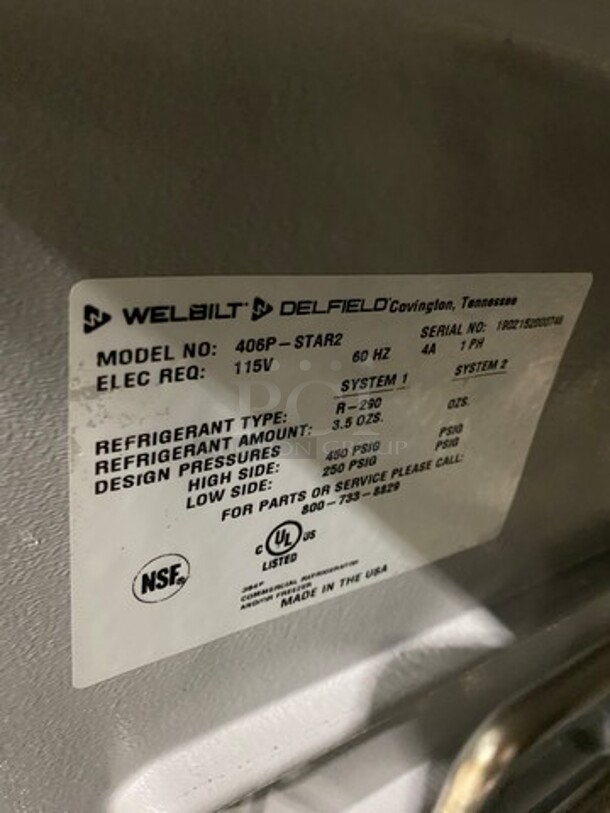 WELBILT DELFIELD Covington, Tennessee
MODEL NO: 406P-STAR2 SERIAL NO:
ELEC REQ: 115V 60 HZ 4A 1 PH
SYSTEM 1 SYSTEM 2
REFRIGERANT TYPE: R-290
REFRIGERANT AMOUNT: 3.5 OZS. OZS.
DESIGN PRESSURES
HIGH SIDE: 450 PSIG PSIG
LOW SIDE: 250 PSIG PSIG
FOR PARTS OR SERVICE PLEASE CALL:
800-733-8829
C UL US
LISTED
NSF.
COMMERCIAL REFRIGERATOR
AND/OR FREEZER
MADE IN THE USA